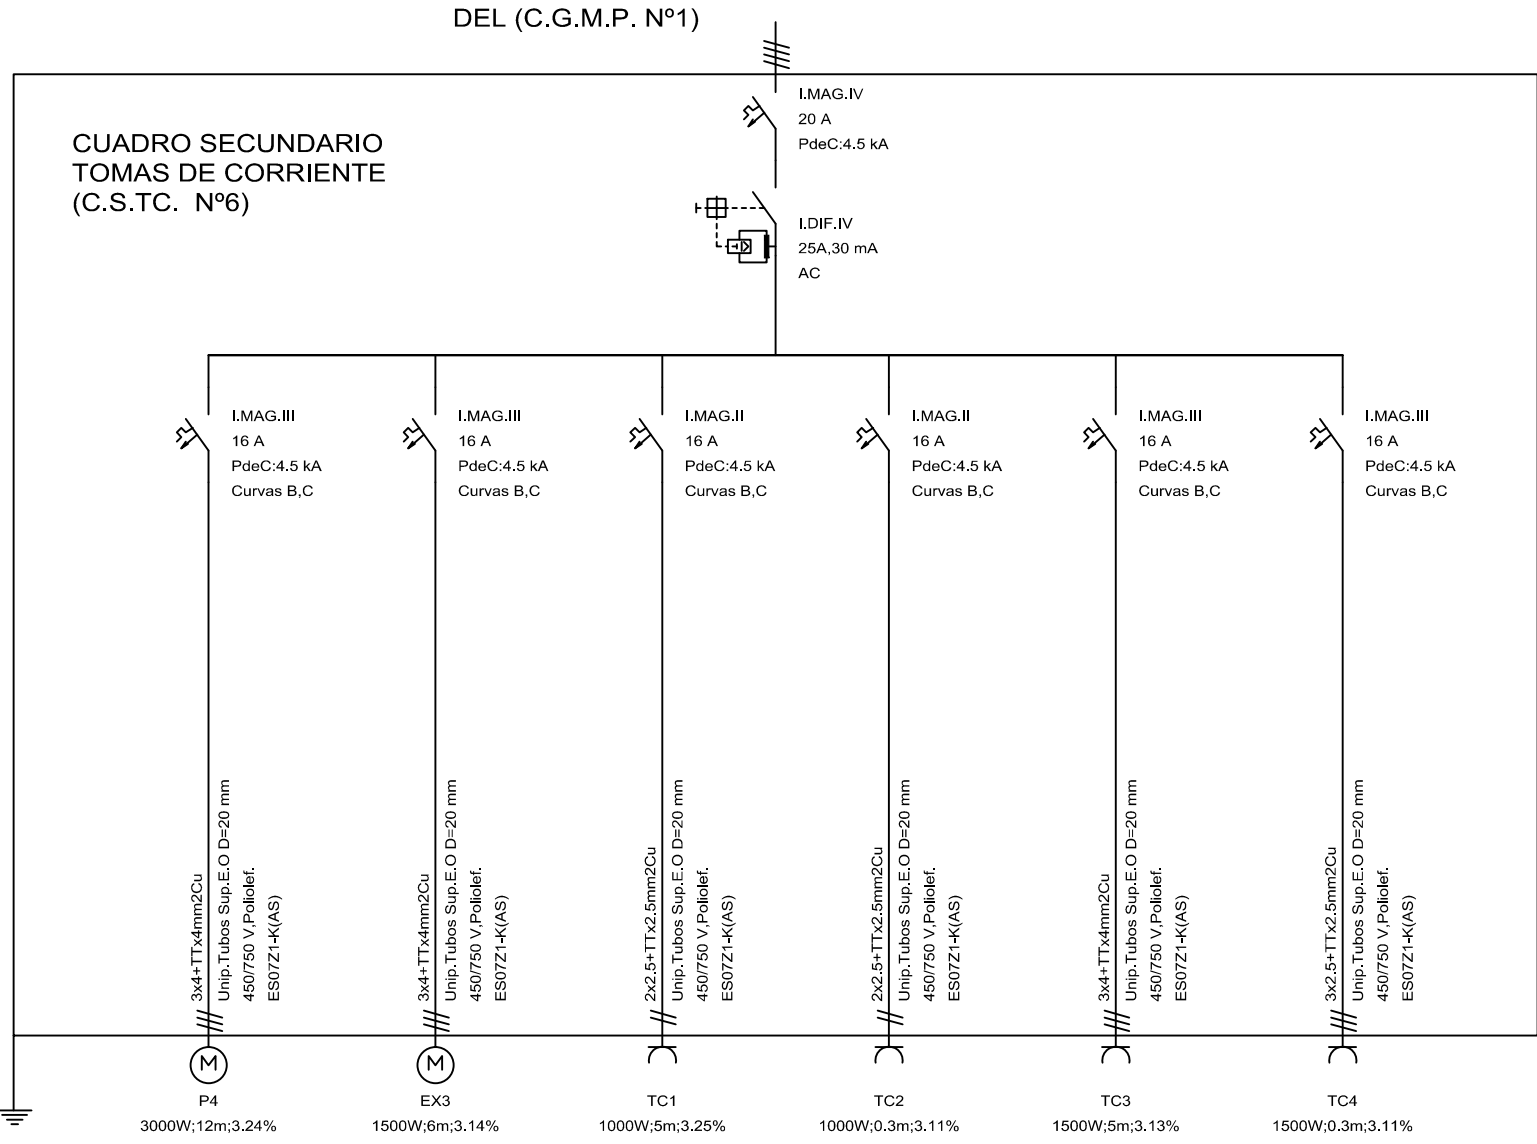 DEL (C.G.M.P. Nº1)
CUADRO SECUNDARIO
TOMAS DE CORRIENTE
(C.S.TC. Nº6)
I.MAG.IV
20 A
PdeC:4.5 kA
I.DIF.IV
25A,30 mA
AC
I.MAG.III
16 A
PdeC:4.5 kA
Curvas B,C
I.MAG.III
16 A
PdeC:4.5 kA
Curvas B,C
I.MAG.II
16 A
PdeC:4.5 kA
Curvas B,C
I.MAG.II
16 A
PdeC:4.5 kA
Curvas B,C
I.MAG.III
16 A
PdeC:4.5 kA
Curvas B,C
I.MAG.III
16 A
PdeC:4.5 kA
Curvas B,C
3x4+TTx4mm2Cu
Unip.Tubos Sup.E.O D=20 mm
450/750 V,Poliolef.
ES07Z1-K(AS)
3x4+TTx4mm2Cu
Unip.Tubos Sup.E.O D=20 mm
450/750 V,Poliolef.
ES07Z1-K(AS)
2x2.5+TTx2.5mm2Cu
Unip.Tubos Sup.E.O D=20 mm
450/750 V,Poliolef.
ES07Z1-K(AS)
2x2.5+TTx2.5mm2Cu
Unip.Tubos Sup.E.O D=20 mm
450/750 V,Poliolef.
ES07Z1-K(AS)
3x4+TTx4mm2Cu
Unip.Tubos Sup.E.O D=20 mm
450/750 V,Poliolef.
ES07Z1-K(AS)
3x2.5+TTx2.5mm2Cu
Unip.Tubos Sup.E.O D=20 mm
450/750 V,Poliolef.
ES07Z1-K(AS)
M
P4
3000W;12m;3.24%
M
EX3
1500W;6m;3.14%
TC1
1000W;5m;3.25%
TC2
1000W;0.3m;3.11%
TC3
1500W;5m;3.13%
TC4
1500W;0.3m;3.11%